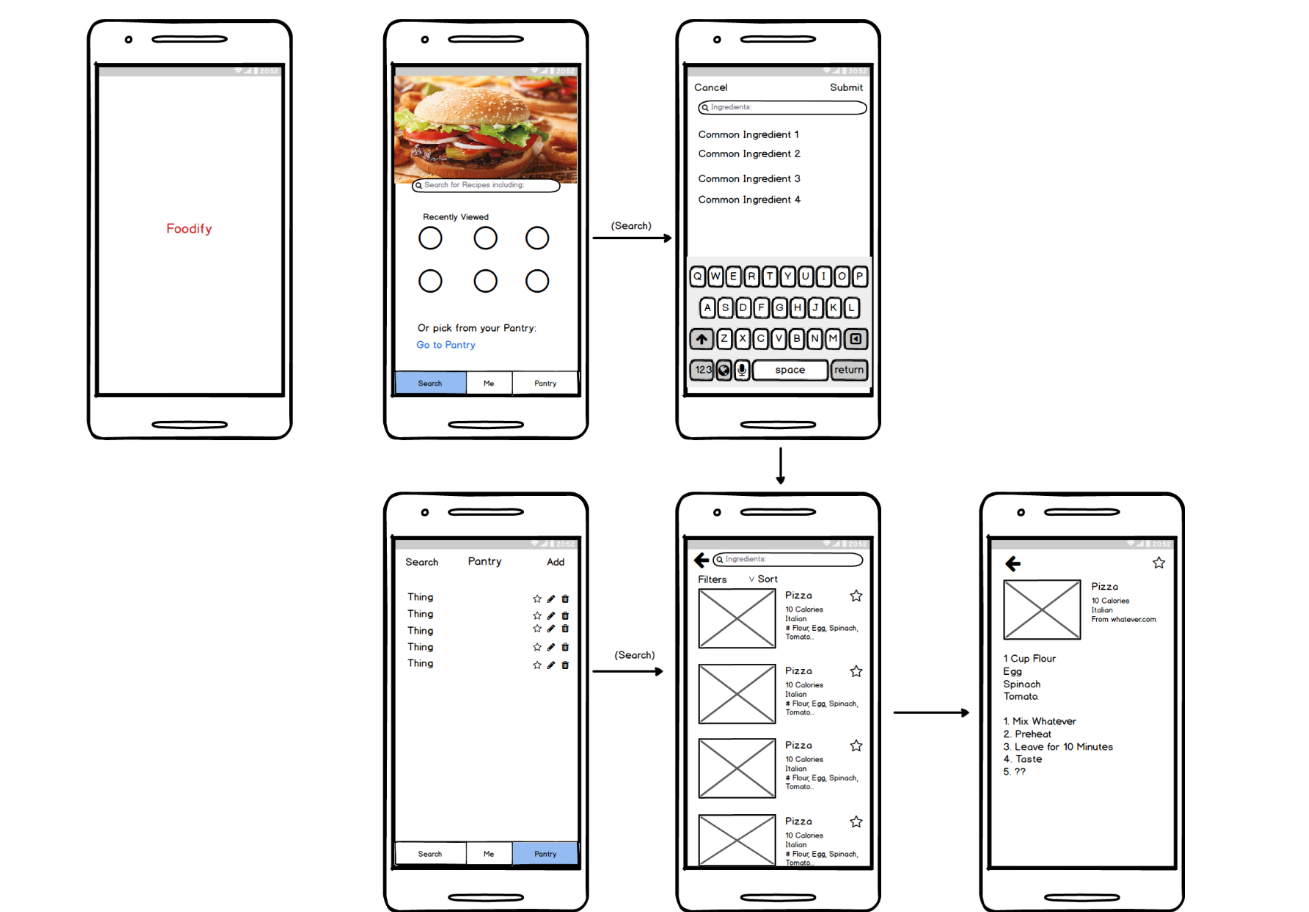 20:52
Foodify
20:52
Search for Recipes including:
Recently Viewed
Or pick from your Pantry:
Go to Pantry
Search Me Pantry
(Search)
20:52
Cancel Submit
Ingredients:
Common Ingredient 1
Common Ingredient 2
Common Ingredient 3
Common Ingredient 4
Q W E R T Y U I O P
A S D F G H J K L
Z X C V B N M
123 space return
20:52
Search Pantry Add
Thing
Thing
Thing
Thing
Thing
Search Me Pantry
(Search)
20:52
Ingredients:
Filters v Sort
Pizza
10 Calories
Italian
# Flour, Egg, Spinach,
Tomato..
Pizza
10 Calories
Italian
# Flour, Egg, Spinach,
Tomato..
Pizza
10 Calories
Italian
# Flour, Egg, Spinach,
Tomato..
Pizza
10 Calories
Italian
# Flour, Egg, Spinach,
Tomato..
20:52
Pizza
10 Calories
Italian
From whatever.com
1 Cup Flour
Egg
Spinach
Tomato.
1. Mix Whatever
2. Preheat
3. Leave for 10 Minutes
4. Taste
5. ??